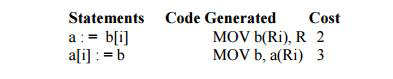 Statements Code Generated Cost
a : = b[i] MOV b(Ri), R 2
a[i] : = b MOV b, a(Ri) 3